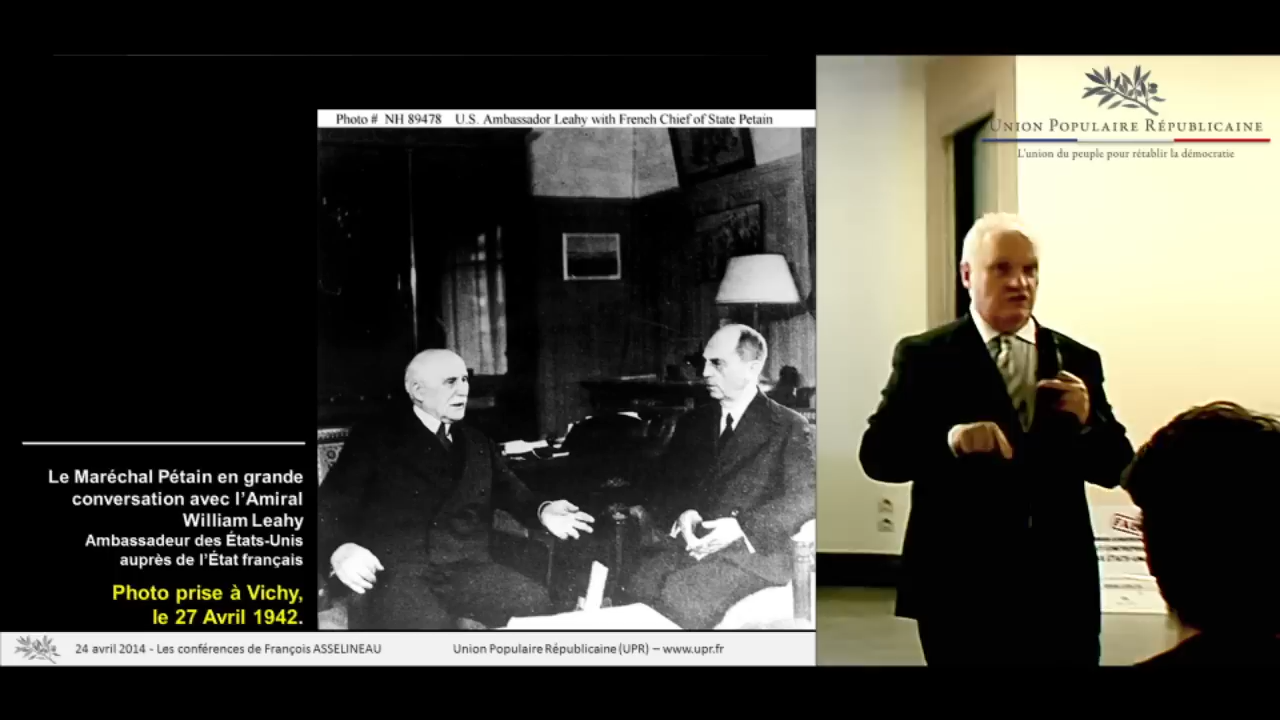 Photo # NH 89478 U.S. Ambassador Leahy with French Chief of State Petain
UNION POPULAIRE RÉPUBLICAINE
L'union du peuple pour rétablir la démocratie
Le Maréchal Pétain en grande
conversation avec l'Amiral
William Leahy
Ambassadeur des États-Unis
auprès de l'État français
Photo prise à Vichy,
le 27 Avril 1942.
24 avril 2014 - Les conférences de François ASSELINEAU Union Populaire Républicaine (UPR) – www.upr.fr